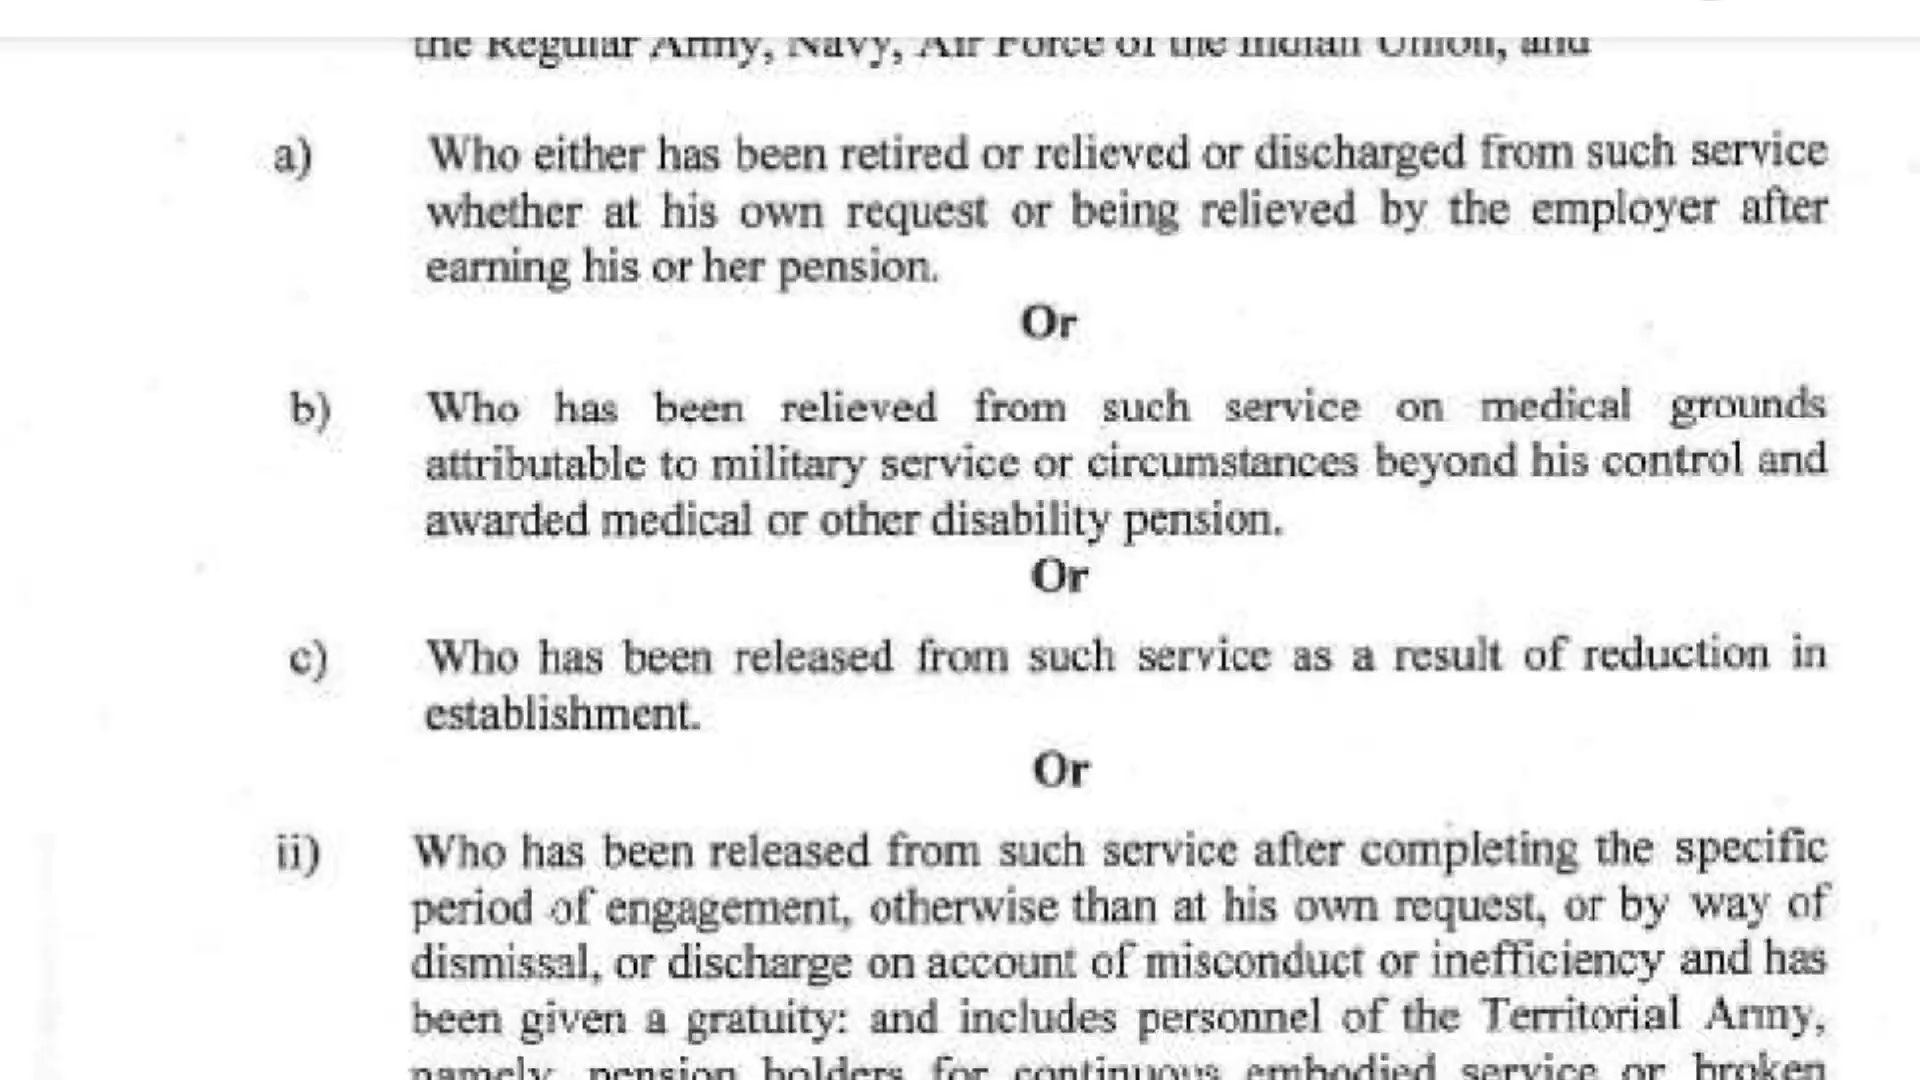 the Regular Army, Navy, Air Force of the Indian Union, and
a) Who either has been retired or relieved or discharged from such service
whether at his own request or being relieved by the employer after
earning his or her pension.
Or
b) Who has been relieved from such service on medical grounds
attributable to military service or circumstances beyond his control and
awarded medical or other disability pension.
Or
c) Who has been released from such service as a result of reduction in
establishment.
Or
ii) Who has been released from such service after completing the specific
period of engagement, otherwise than at his own request, or by way of
dismissal, or discharge on account of misconduct or inefficiency and has
been given a gratuity: and includes personnel of the Territorial Army,
namely, pension holders for continuous embodied service or broken